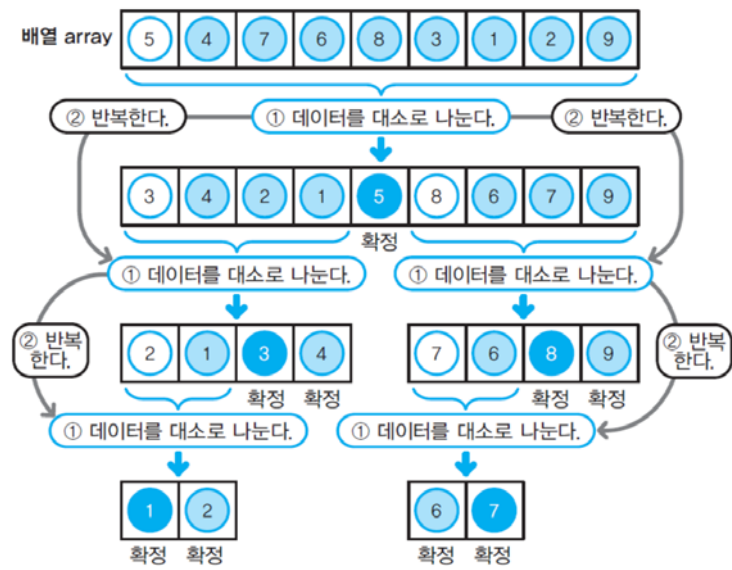 배열 array 5 4 7 6 8 3 1 2 9
② 반복한다. ① 데이터를 대소로 나눈다. ② 반복한다.
3 4 2 1 5 8 6 7 9
확정
① 데이터를 대소로 나눈다. ① 데이터를 대소로 나눈다.
② 반복
한다.
2 1 3 4 7 6 8 9
② 반복
한다.
확정 확정 확정 확정
① 데이터를 대소로 나눈다. ① 데이터를 대소로 나눈다.
1 2 6 7
확정 확정 확정 확정